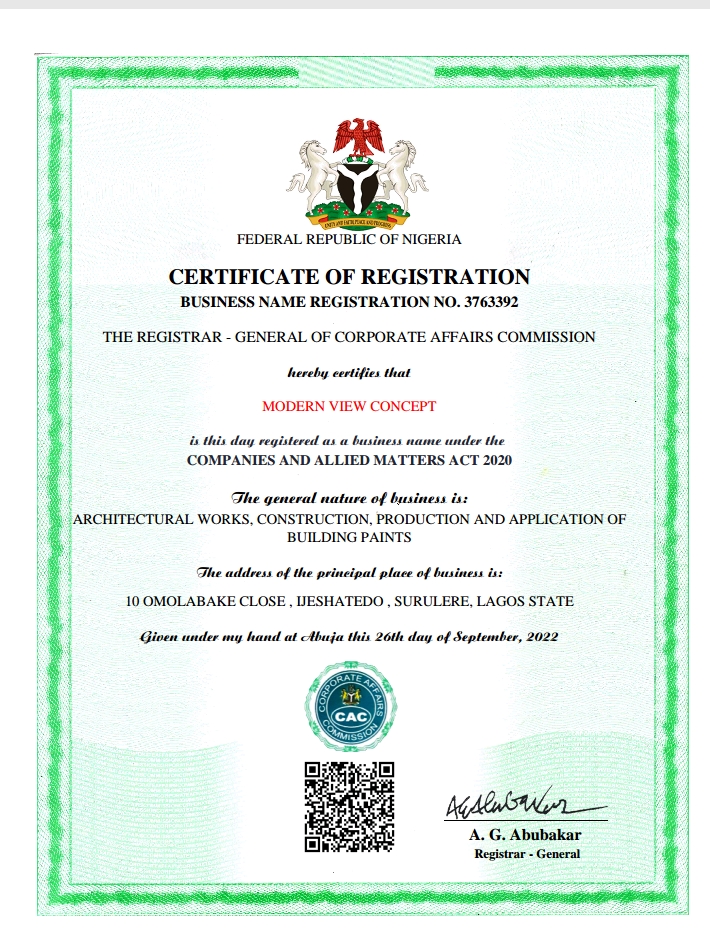 UNITY AND FAITH, PEACE AND PROGRESS
FEDERAL REPUBLIC OF NIGERIA
CERTIFICATE OF REGISTRATION
BUSINESS NAME REGISTRATION NO. 3763392
THE REGISTRAR - GENERAL OF CORPORATE AFFAIRS COMMISSION
hereby certifies that
MODERN VIEW CONCEPT
is this day registered as a business name under the
COMPANIES AND ALLIED MATTERS ACT 2020
The general nature of business is:
ARCHITECTURAL WORKS, CONSTRUCTION, PRODUCTION AND APPLICATION OF
BUILDING PAINTS
The address of the principal place of business is:
10 OMOLABAKE CLOSE , IJESHATEDO , SURULERE, LAGOS STATE
Given under my hand at Abuja this 26th day of September, 2022
CORPORATE AFFAIRS
CAC
COMMISSION
AGAbubakar
A. G. Abubakar
Registrar - General